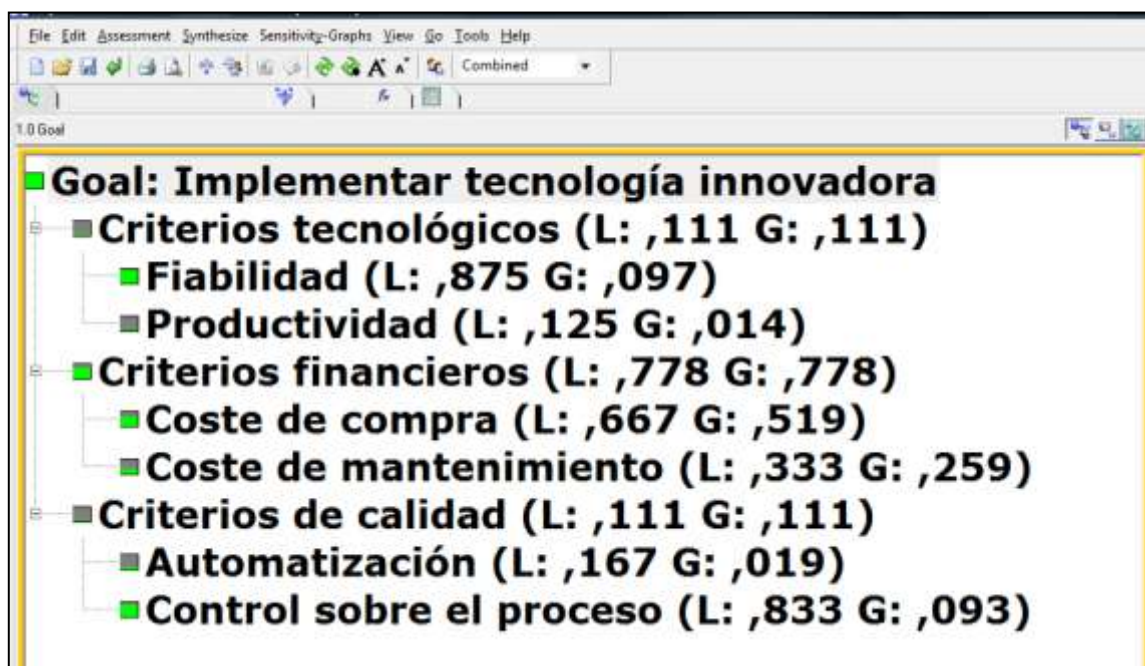 File Edit Assessment Synthesize Sensitivity-Graphs View Go Tools Help
A A Combined
1.0 Goal
Goal: Implementar tecnología innovadora
Criterios tecnológicos (L: ,111 G: ,111)
Fiabilidad (L: ,875 G: ,097)
Productividad (L: ,125 G: ,014)
Criterios financieros (L: ,778 G: ,778)
Coste de compra (L: ,667 G: ,519)
Coste de mantenimiento (L: ,333 G: ,259)
Criterios de calidad (L: ,111 G: ,111)
Automatización (L: ,167 G: ,019)
Control sobre el proceso (L: ,833 G: ,093)